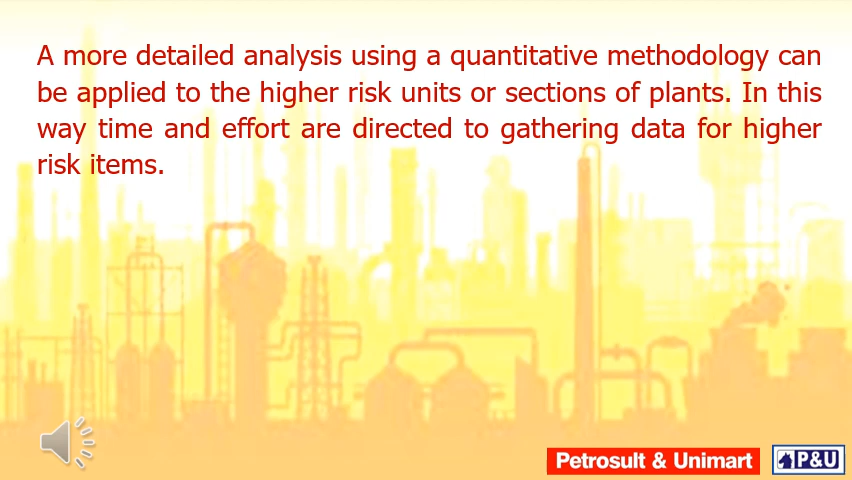 A more detailed analysis using a quantitative methodology can
be applied to the higher risk units or sections of plants. In this
way time and effort are directed to gathering data for higher
risk items.
Petrosult & Unimart
P&U